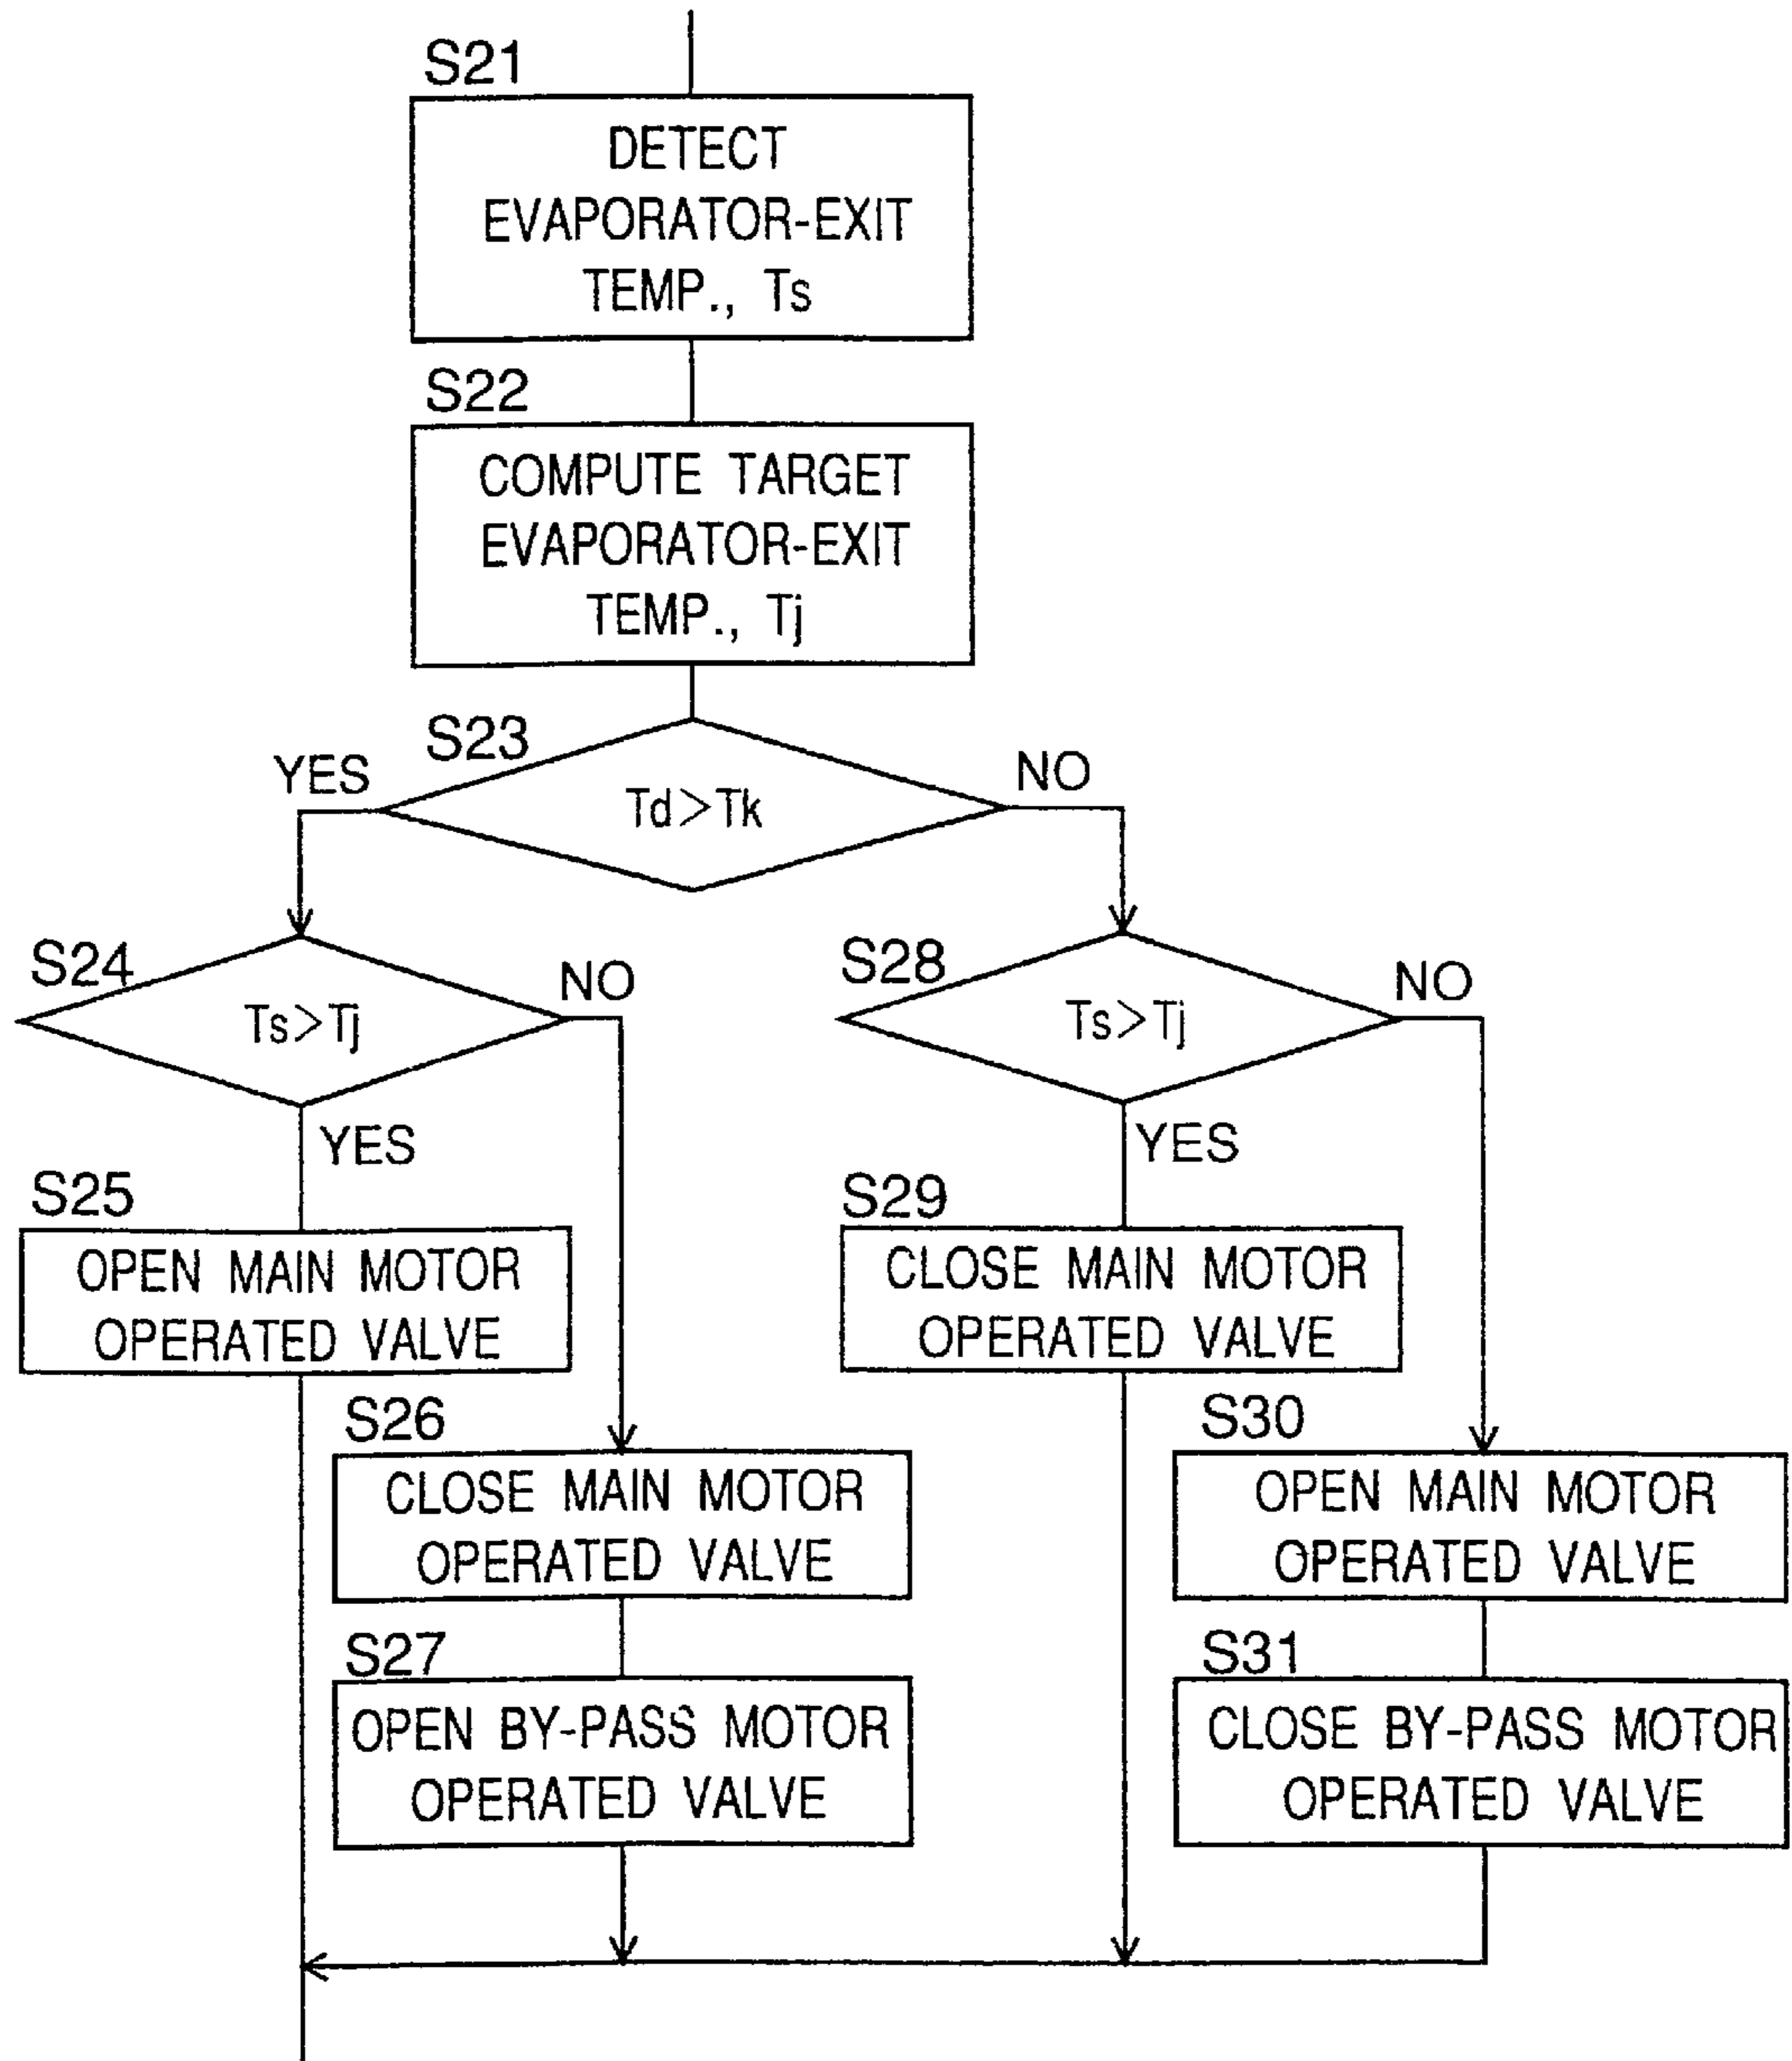 S21
DETECT
EVAPORATOR-EXIT
TEMP., Ts
S22
COMPUTE TARGET
EVAPORATOR-EXIT
TEMP., Tj
S23
YES
Td>Tk
NO
S24
Ts>Tj
NO
YES
S28
Ts>Tj
NO
YES
S25
OPEN MAIN MOTOR
OPERATED VALVE
S29
CLOSE MAIN MOTOR
OPERATED VALVE
S26
CLOSE MAIN MOTOR
OPERATED VALVE
S30
OPEN MAIN MOTOR
OPERATED VALVE
S27
OPEN BY-PASS MOTOR
OPERATED VALVE
S31
CLOSE BY-PASS MOTOR
OPERATED VALVE